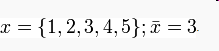 x = {1, 2, 3, 4, 5}; x̄ = 3